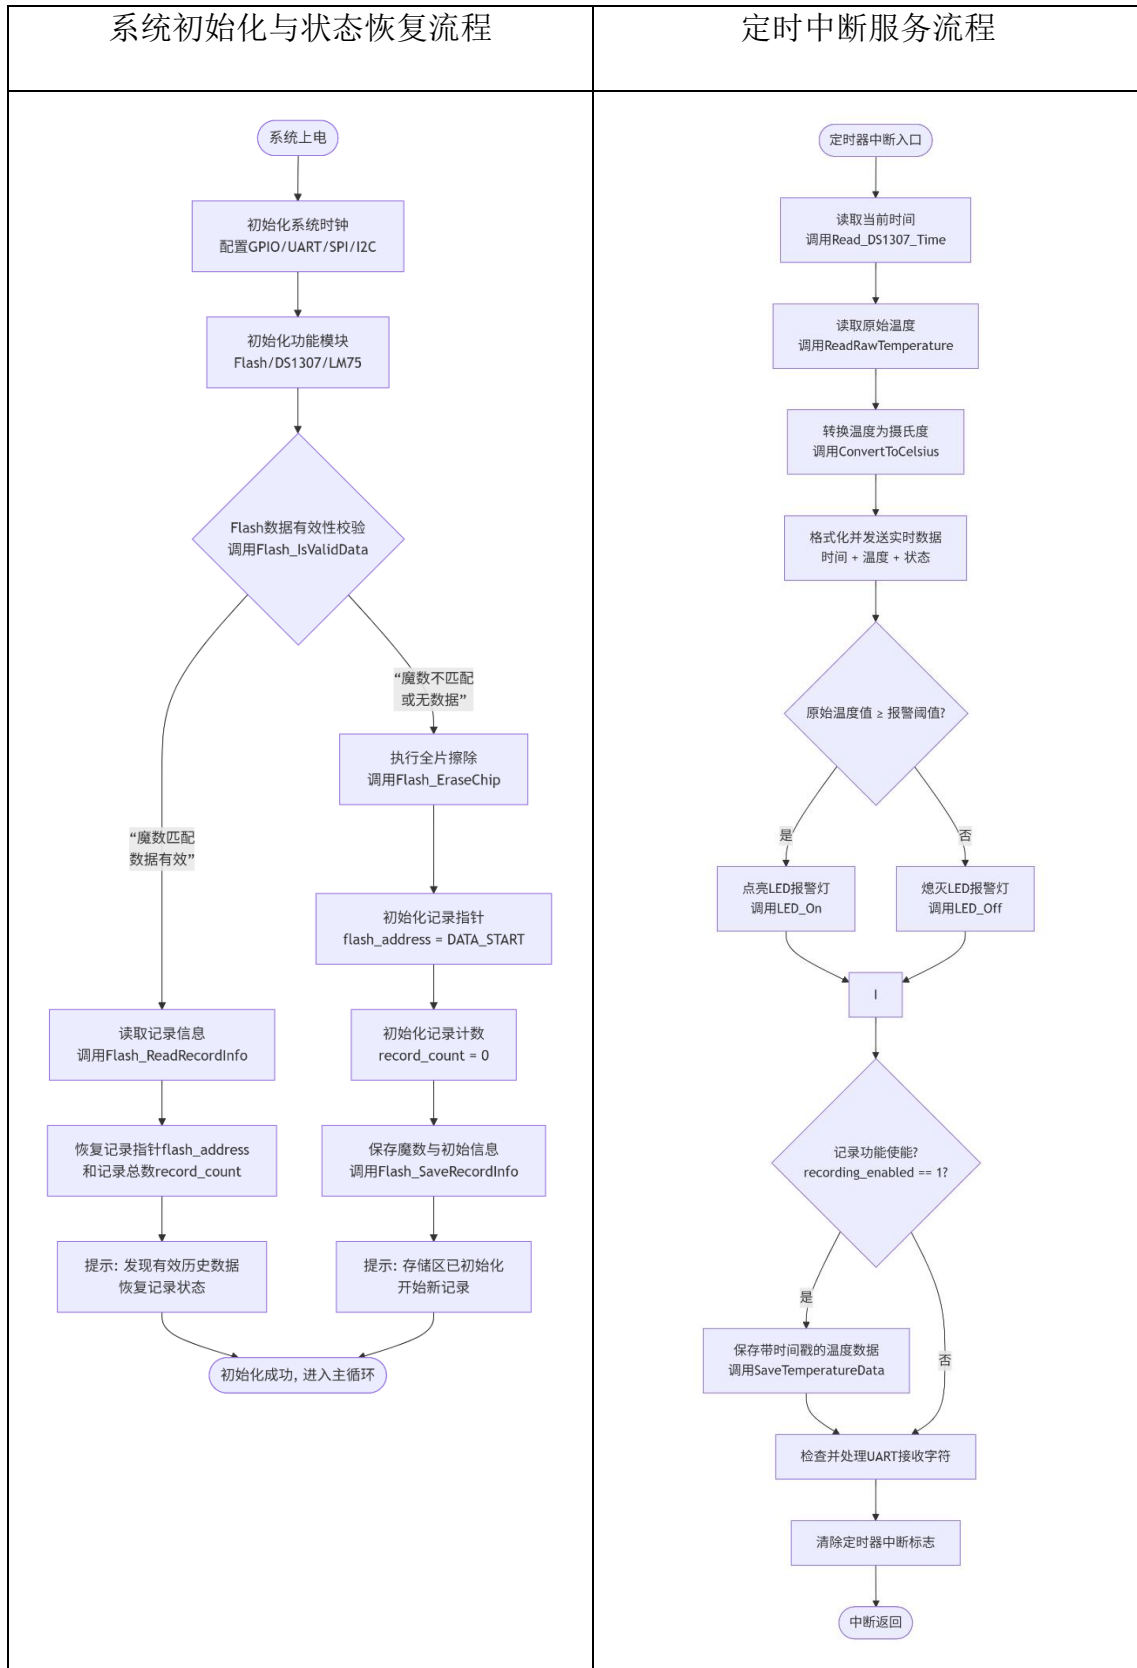 系统初始化与状态恢复流程
系统上电
初始化系统时钟
配置GPIO/UART/SPI/I2C
初始化功能模块
Flash/DS1307/LM75
Flash数据有效性校验
调用Flash_IsValidData
“魔数不匹配
或无数据”
执行全片擦除
调用Flash_EraseChip
“魔数匹配
数据有效”
初始化记录指针
flash_address = DATA_START
读取记录信息
调用Flash_ReadRecordInfo
初始化记录计数
record_count = 0
恢复记录指针flash_address
和记录总数record_count
保存魔数与初始信息
调用Flash_SaveRecordInfo
提示: 发现有效历史数据
恢复记录状态
提示: 存储区已初始化
开始新记录
初始化成功, 进入主循环
定时中断服务流程
定时器中断入口
读取当前时间
调用Read_DS1307_Time
读取原始温度
调用ReadRawTemperature
转换温度为摄氏度
调用ConvertToCelsius
格式化并发送实时数据
时间 + 温度 + 状态
原始温度值 ≥ 报警阈值?
是
否
点亮LED报警灯
调用LED_On
熄灭LED报警灯
调用LED_Off
I
记录功能使能?
recording_enabled == 1?
是
保存带时间戳的温度数据
调用SaveTemperatureData
否
检查并处理UART接收字符
清除定时器中断标志
中断返回